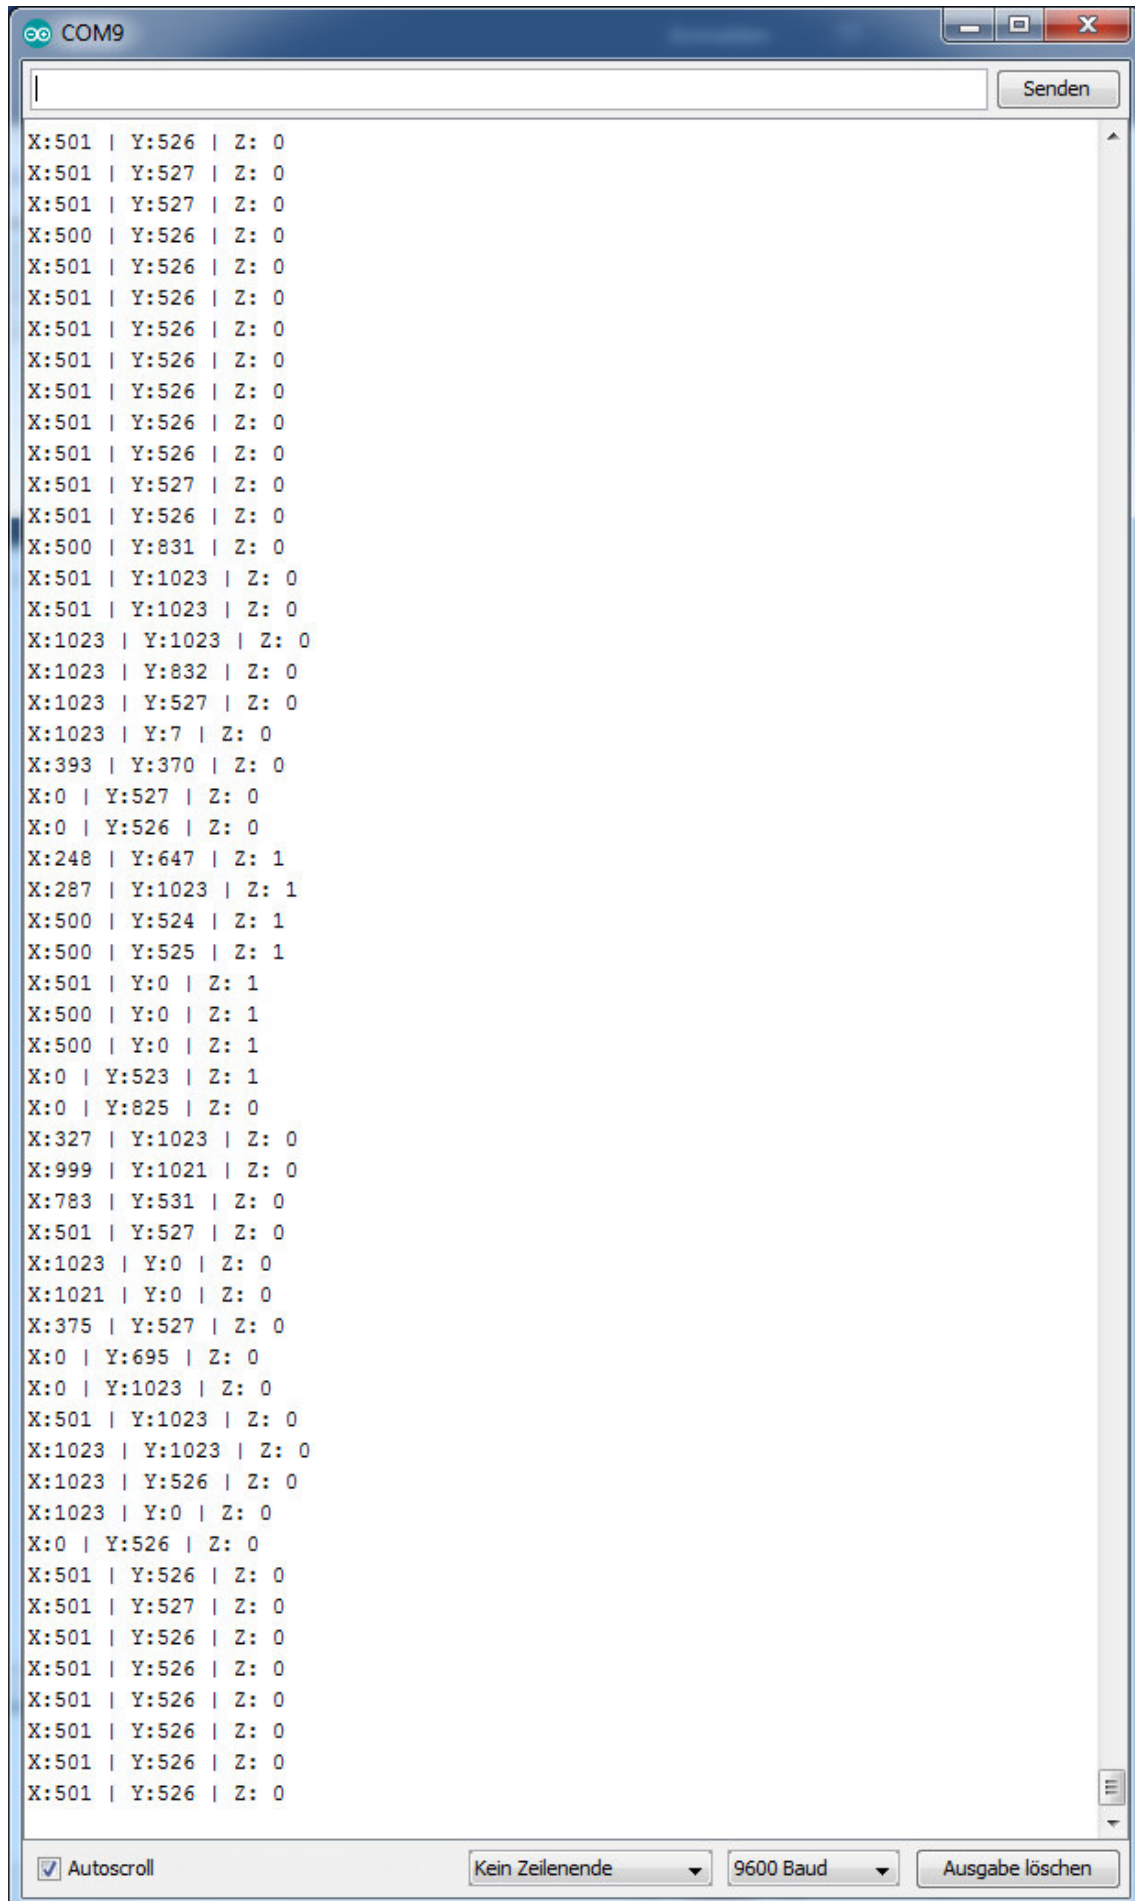 COM9
Senden
X:501 | Y:526 | Z: 0
X:501 | Y:527 | Z: 0
X:501 | Y:527 | Z: 0
X:500 | Y:526 | Z: 0
X:501 | Y:526 | Z: 0
X:501 | Y:526 | Z: 0
X:501 | Y:526 | Z: 0
X:501 | Y:526 | Z: 0
X:501 | Y:526 | Z: 0
X:501 | Y:526 | Z: 0
X:501 | Y:526 | Z: 0
X:501 | Y:527 | Z: 0
X:501 | Y:526 | Z: 0
X:500 | Y:831 | Z: 0
X:501 | Y:1023 | Z: 0
X:501 | Y:1023 | Z: 0
X:1023 | Y:1023 | Z: 0
X:1023 | Y:832 | Z: 0
X:1023 | Y:527 | Z: 0
X:1023 | Y:7 | Z: 0
X:393 | Y:370 | Z: 0
X:0 | Y:527 | Z: 0
X:0 | Y:526 | Z: 0
X:248 | Y:647 | Z: 1
X:287 | Y:1023 | Z: 1
X:500 | Y:524 | Z: 1
X:500 | Y:525 | Z: 1
X:501 | Y:0 | Z: 1
X:500 | Y:0 | Z: 1
X:500 | Y:0 | Z: 1
X:0 | Y:523 | Z: 1
X:0 | Y:825 | Z: 0
X:327 | Y:1023 | Z: 0
X:999 | Y:1021 | Z: 0
X:783 | Y:531 | Z: 0
X:501 | Y:527 | Z: 0
X:1023 | Y:0 | Z: 0
X:1021 | Y:0 | Z: 0
X:375 | Y:527 | Z: 0
X:0 | Y:695 | Z: 0
X:0 | Y:1023 | Z: 0
X:501 | Y:1023 | Z: 0
X:1023 | Y:1023 | Z: 0
X:1023 | Y:526 | Z: 0
X:1023 | Y:0 | Z: 0
X:0 | Y:526 | Z: 0
X:501 | Y:526 | Z: 0
X:501 | Y:527 | Z: 0
X:501 | Y:526 | Z: 0
X:501 | Y:526 | Z: 0
X:501 | Y:526 | Z: 0
X:501 | Y:526 | Z: 0
X:501 | Y:526 | Z: 0
X:501 | Y:526 | Z: 0
Autoscroll
Kein Zeilenende
9600 Baud
Ausgabe löschen